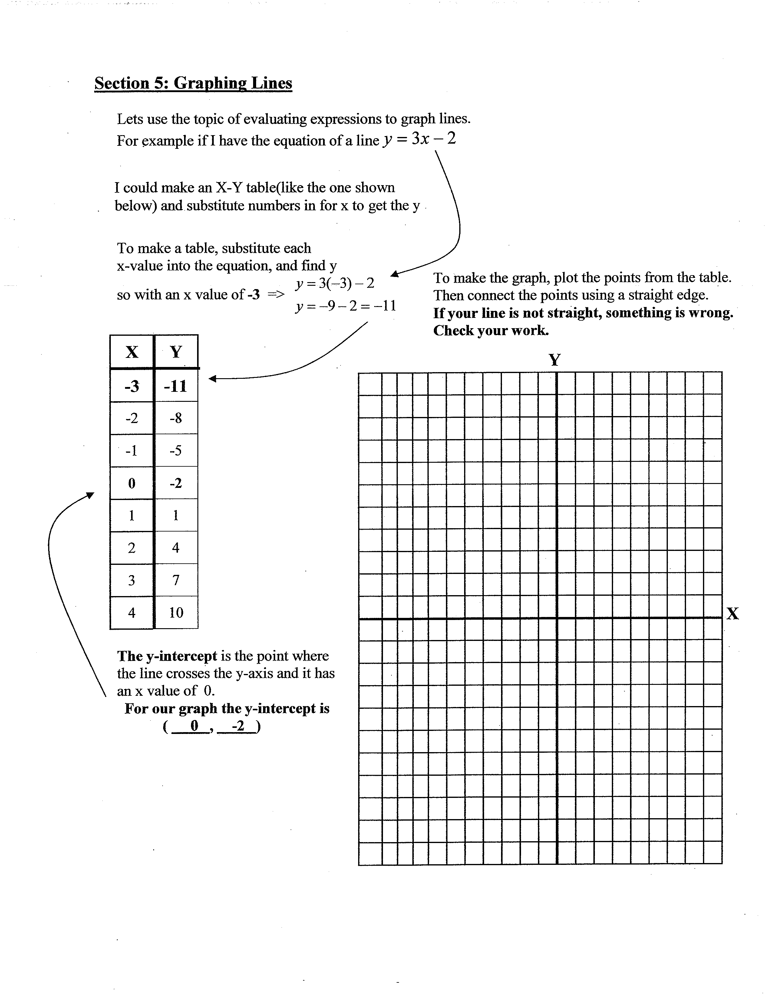 Section 5: Graphing Lines
Lets use the topic of evaluating expressions to graph lines.
For example if I have the equation of a line y = 3x – 2
I could make an X-Y table(like the one shown
below) and substitute numbers in for x to get the y
To make a table, substitute each
x-value into the equation, and find y
so with an x value of -3 =>
y = 3(–3) – 2
y = –9 – 2 = –11
To make the graph, plot the points from the table.
Then connect the points using a straight edge.
If your line is not straight, something is wrong.
Check your work.
X Y
-3 -11
-2 -8
-1 -5
0 -2
1 1
2 4
3 7
4 10
Y
X
The y-intercept is the point where
the line crosses the y-axis and it has
an x value of 0.
For our graph the y-intercept is
( 0 , -2 )